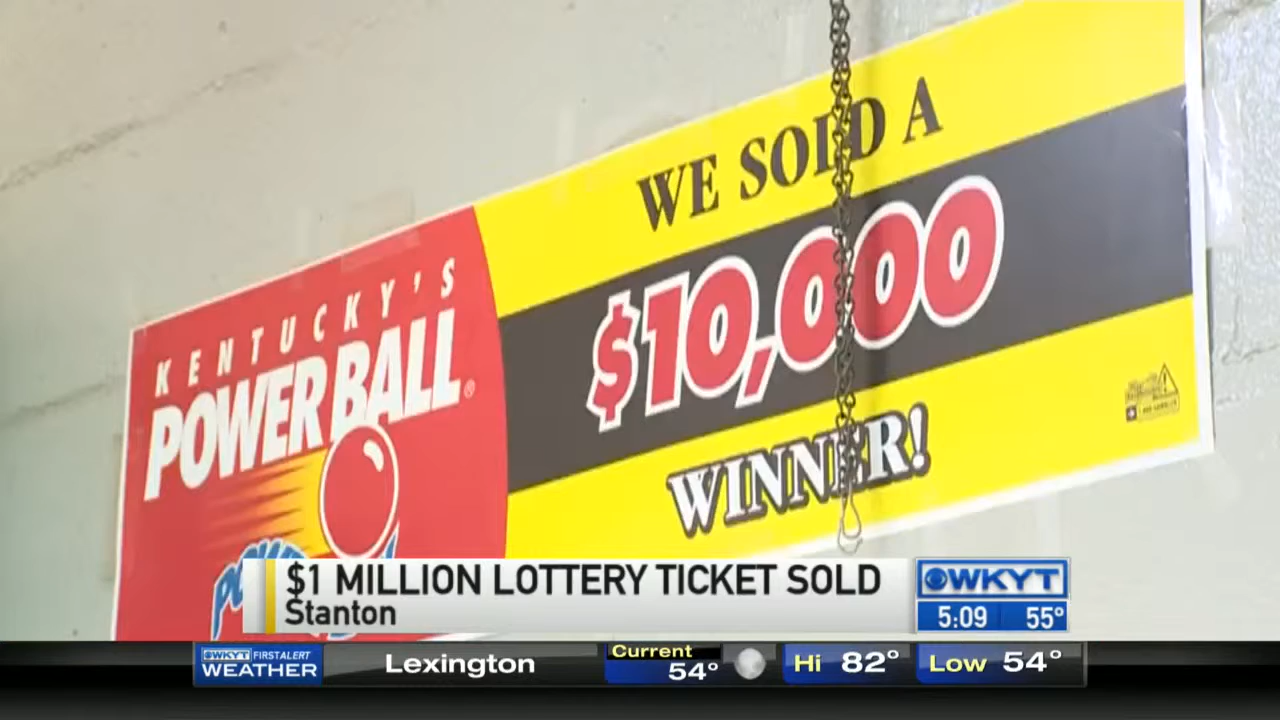 WE SOLD A
$10,000
WINNER!
KENTUCKY'S
POWERBALL®
$1 MILLION LOTTERY TICKET SOLD
Stanton
WKYT
5:09 55°
WKYT FIRSTALERT
WEATHER
Lexington
Current
54°
Hi 82°
Low 54°